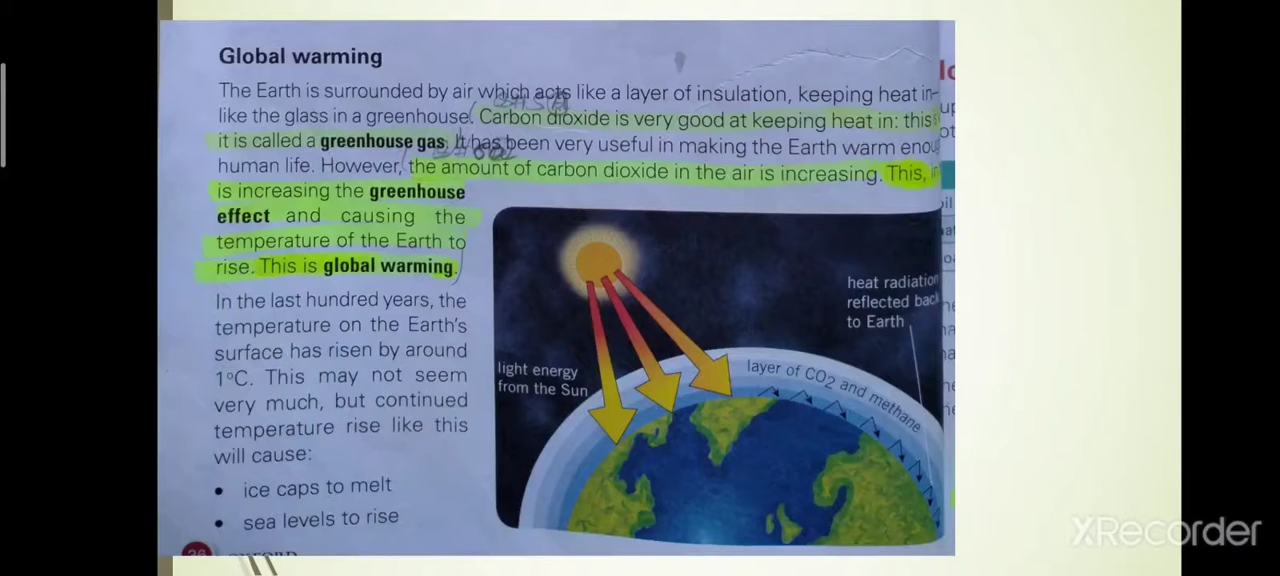 Global warming
The Earth is surrounded by air which acts like a layer of insulation, keeping heat in–
like the glass in a greenhouse. Carbon dioxide is very good at keeping heat in: this
it is called a greenhouse gas. It has been very useful in making the Earth warm
human life. However, the amount of carbon dioxide in the air is increasing. This,
is increasing the greenhouse
effect and causing the
temperature of the Earth to
rise. This is global warming.
In the last hundred years, the
temperature on the Earth's
surface has risen by around
1°C. This may not seem
very much, but continued
temperature rise like this
will cause:
• ice caps to melt
• sea levels to rise
light energy
from the Sun
layer of CO2 and methane
heat radiation
reflected back
to Earth
XRecorder